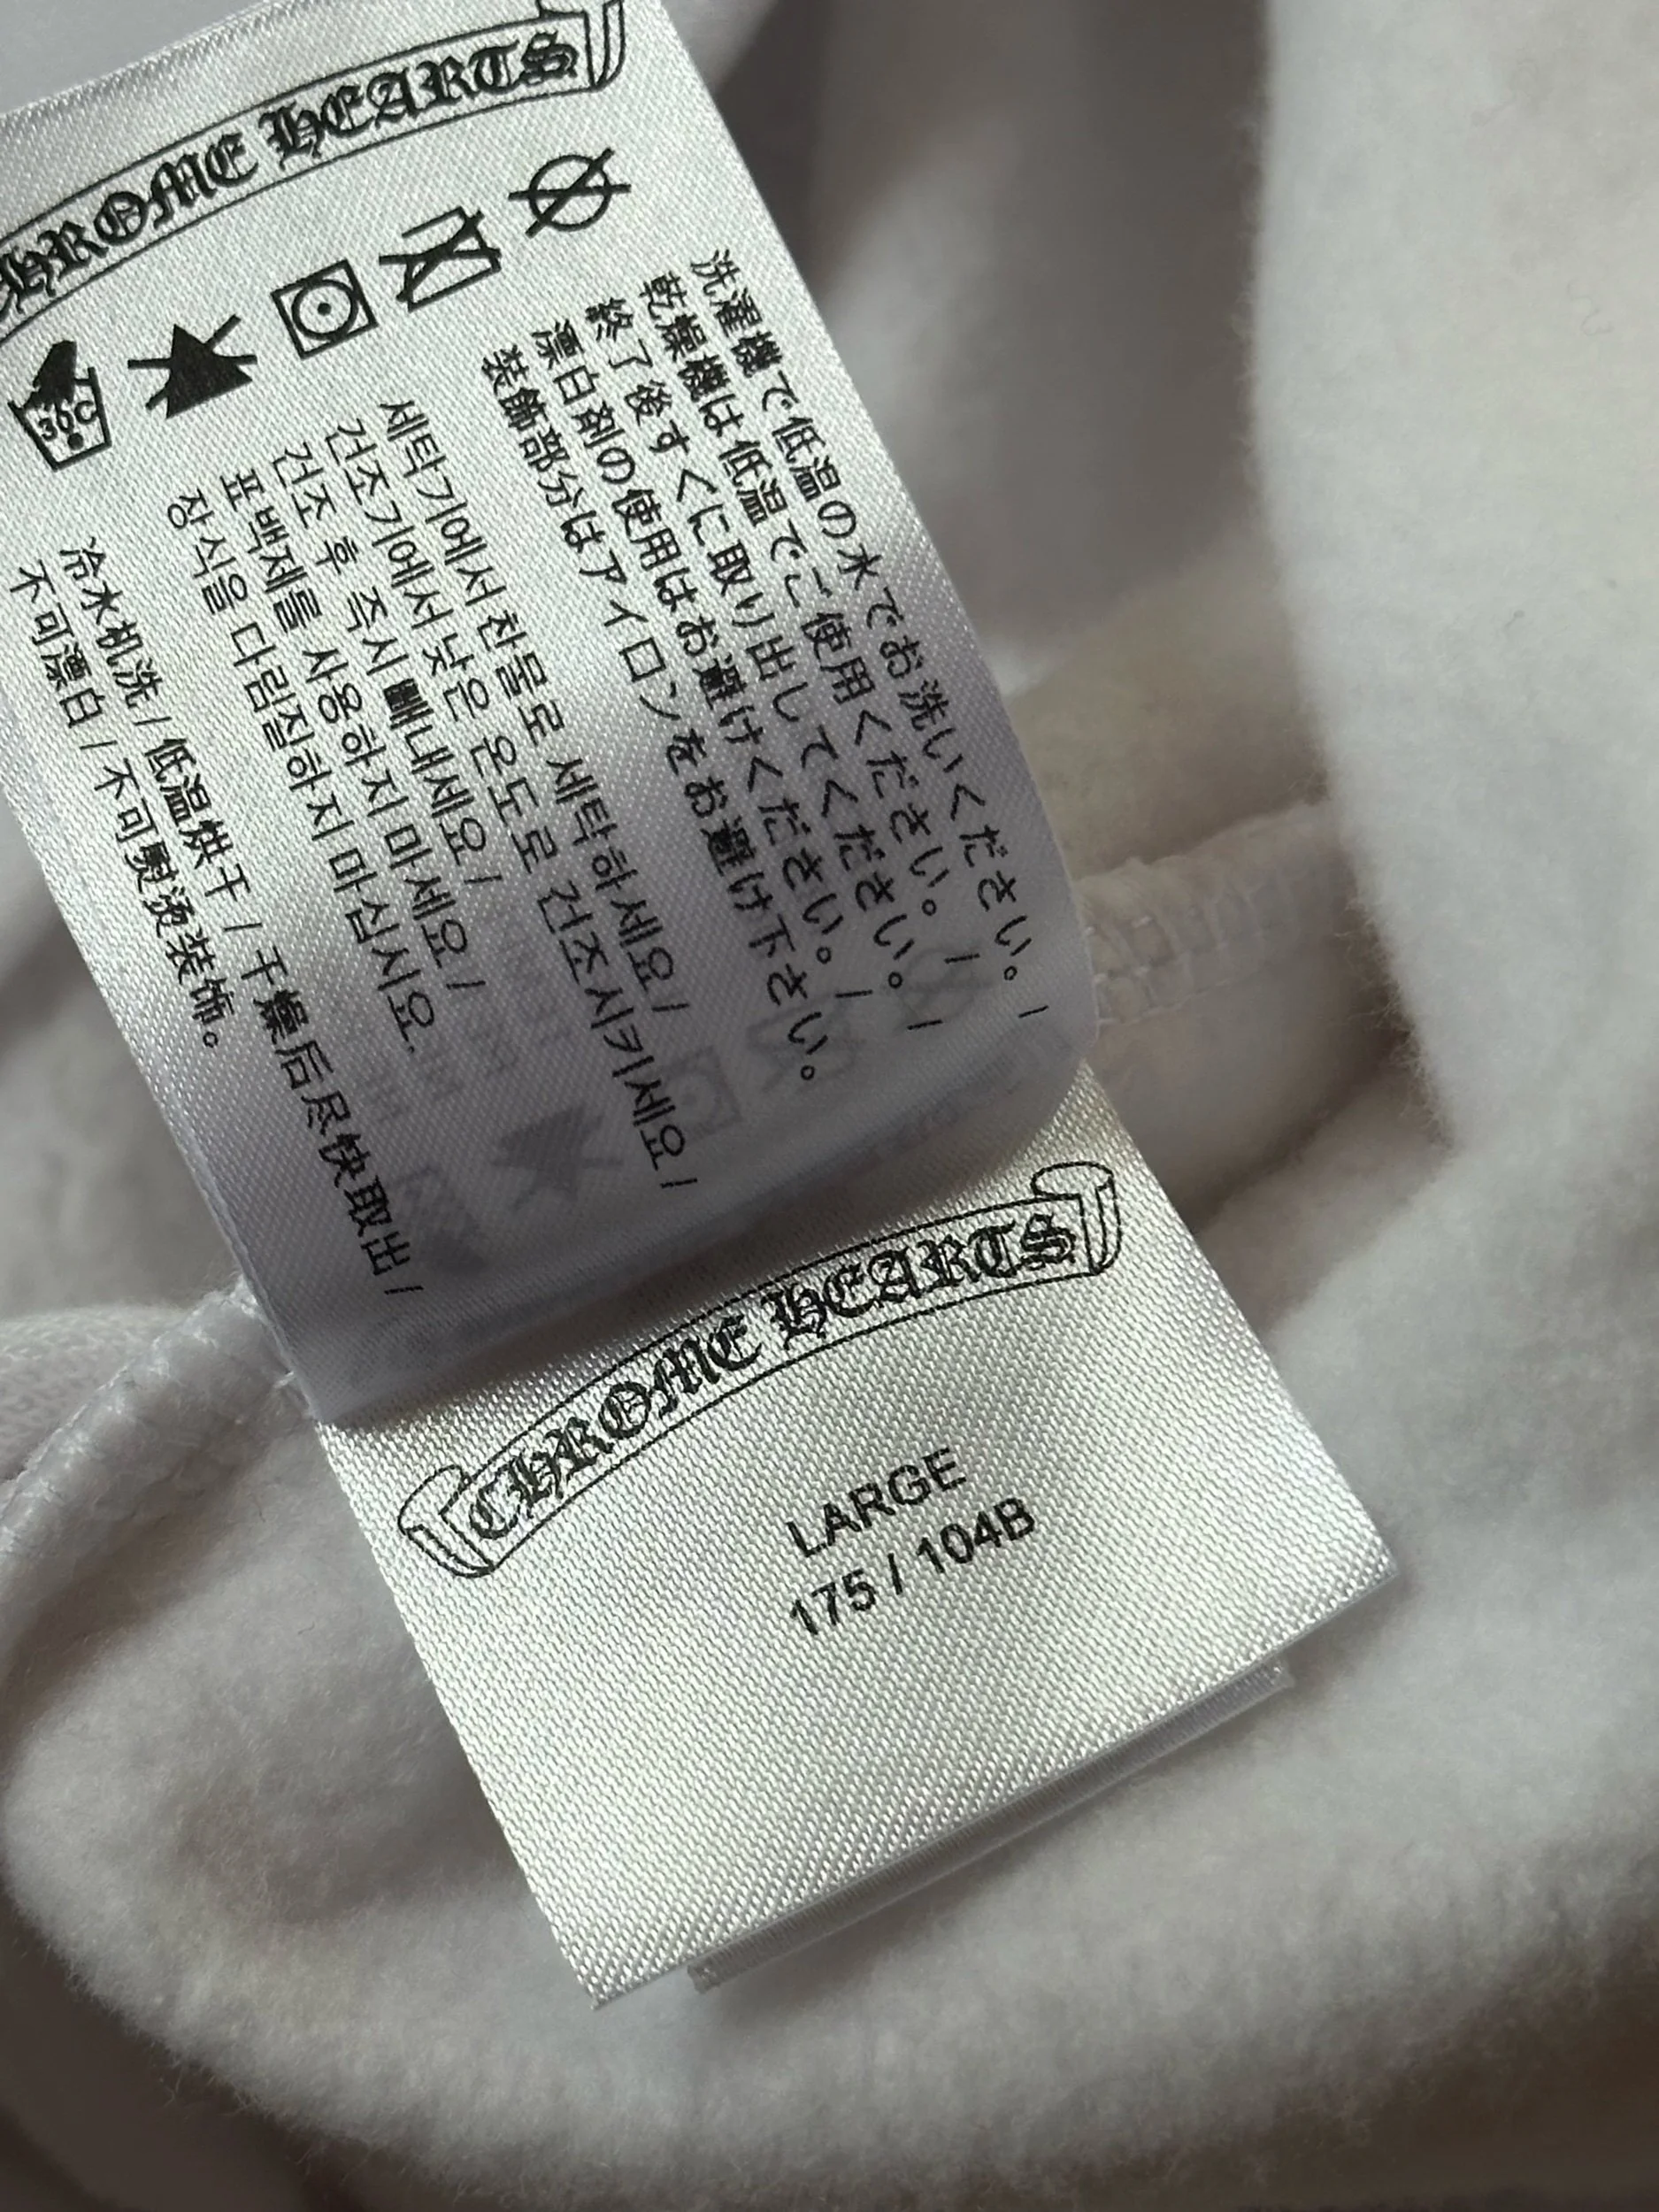 CHROME HEARTS
30°C
洗濯機で低温の水でお洗いください。/
乾燥機は低温でご使用ください。/
終了後すぐに取り出してください。/
漂白剤の使用はお避けください。/
装飾部分はアイロンをお避け下さい。
세탁기에서 찬물로 세탁하세요/
건조기에서 낮은 온도로 건조시키세요/
건조 후 즉시 빼내세요/
표백제를 사용하지 마세요/
장식을 다림질하지 마십시요.
冷水机洗/低温烘干/干燥后尽快取出/
不可漂白/不可熨烫装饰。
CHROME HEARTS
LARGE
175 / 104B